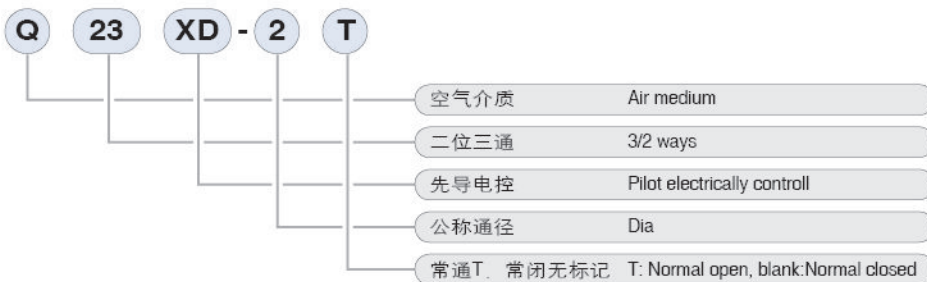 Q 23 XD - 2 T
空气介质 Air medium
二位三通 3/2 ways
先导电控 Pilot electrically controll
公称通径 Dia
常通T．常闭无标记 T: Normal open, blank:Normal closed